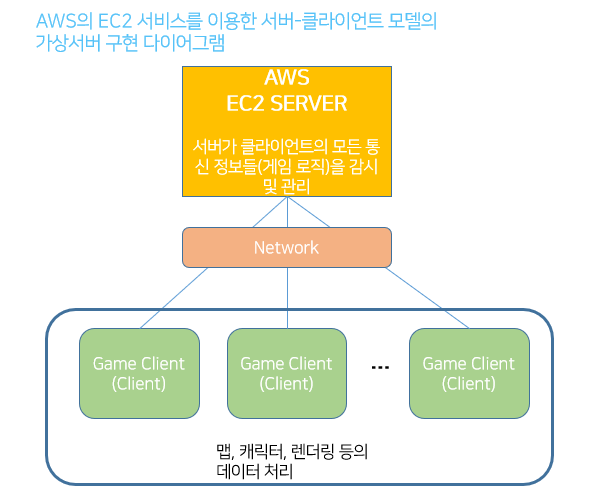 AWS의 EC2 서비스를 이용한 서버-클라이언트 모델의
가상서버 구현 다이어그램
AWS
EC2 SERVER
서버가 클라이언트의 모든 통
신 정보들(게임 로직)을 감시
및 관리
Network
Game Client
(Client)
Game Client
(Client)
...
Game Client
(Client)
맵, 캐릭터, 렌더링 등의
데이터 처리